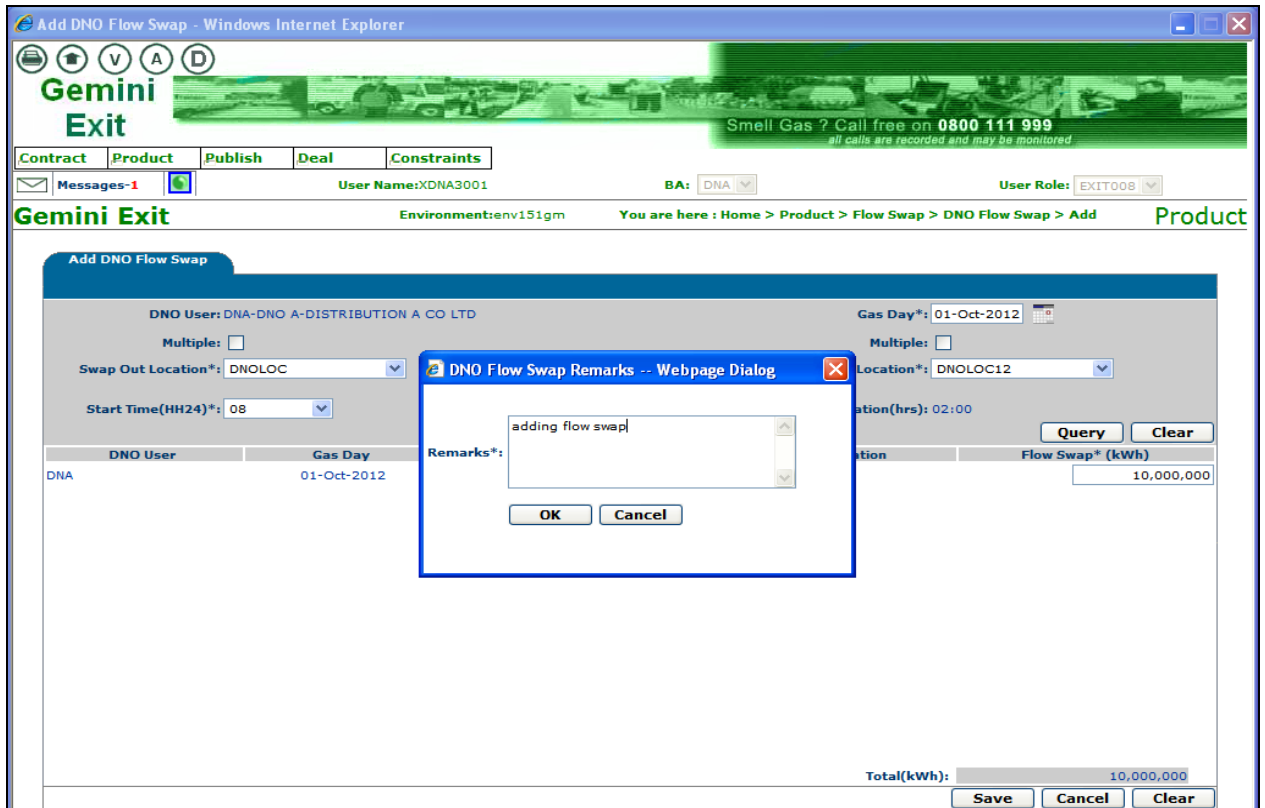 Add DNO Flow Swap - Windows Internet Explorer
V A D
Gemini
Exit
Smell Gas ? Call free on 0800 111 999
all calls are recorded and may be monitored
Contract Product Publish Deal Constraints
Messages-1 User Name:XDNA3001 BA: DNA User Role: EXIT008
Gemini Exit Environment:env151gm You are here : Home > Product > Flow Swap > DNO Flow Swap > Add Product
Add DNO Flow Swap
DNO User: DNA-DNO A-DISTRIBUTION A CO LTD Gas Day*: 01-Oct-2012
Multiple: Multiple:
Swap Out Location*: DNOLOC Location*: DNOLOC12
Start Time(HH24)*: 08 ation(hrs): 02:00
Query Clear
DNO User Gas Day ation Flow Swap* (kWh)
DNA 01-Oct-2012 10,000,000
DNO Flow Swap Remarks -- Webpage Dialog
Remarks*: adding flow swap
OK Cancel
Total(kWh): 10,000,000
Save Cancel Clear